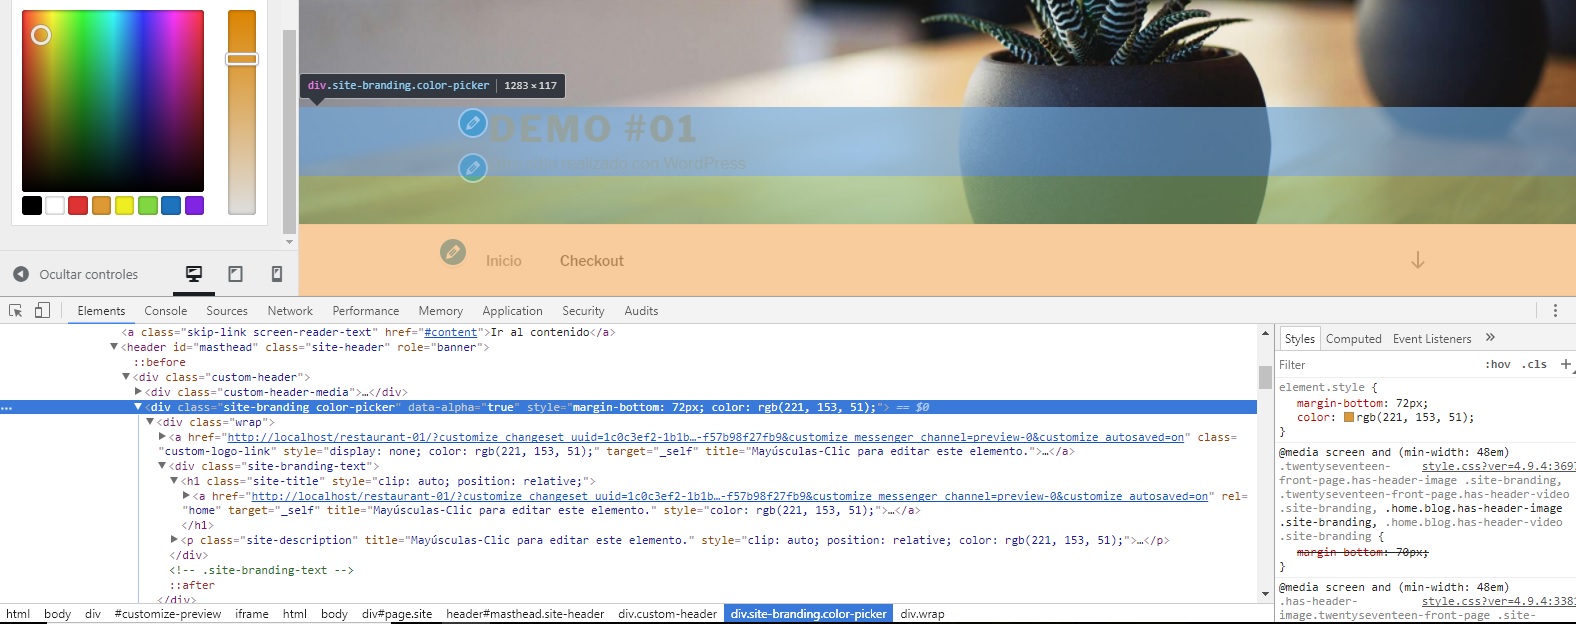 div.site-branding.color-picker | 1283 × 117
DEMO #01
realizado con WordPress
Ocultar controles
Inicio Checkout
Elements Console Sources Network Performance Memory Application Security Audits
<a class="skip-link screen-reader-text" href="#content">Ir al contenido</a>
▼<header id="masthead" class="site-header" role="banner">
::before
▼<div class="custom-header">
▶<div class="custom-header-media">…</div>
… ▼<div class="site-branding color-picker" data-alpha="true" style="margin-bottom: 72px; color: rgb(221, 153, 51);"> == $0
▼<div class="wrap">
▶<a href="http://localhost/restaurant-01/?customize_changeset_uuid=1c0c3ef2-1b1b…-f57b98f27fb9&customize_messenger_channel=preview-0&customize_autosaved=on" class=
"custom-logo-link" style="display: none; color: rgb(221, 153, 51);" target="_self" title="Mayúsculas-Clic para editar este elemento.">…</a>
▼<div class="site-branding-text">
▼<h1 class="site-title" style="clip: auto; position: relative;">
▶<a href="http://localhost/restaurant-01/?customize_changeset_uuid=1c0c3ef2-1b1b…-f57b98f27fb9&customize_messenger_channel=preview-0&customize_autosaved=on" rel=
"home" target="_self" title="Mayúsculas-Clic para editar este elemento." style="color: rgb(221, 153, 51);">…</a>
</h1>
▶<p class="site-description" title="Mayúsculas-Clic para editar este elemento." style="clip: auto; position: relative; color: rgb(221, 153, 51);">…</p>
</div>
<!-- .site-branding-text -->
::after
</div>
html body div #customize-preview iframe html body div#page.site header#masthead.site-header div.custom-header div.site-branding.color-picker div.wrap
Styles Computed Event Listeners »
Filter :hov .cls +
element.style {
margin-bottom: 72px;
color: rgb(221, 153, 51);
}
@media screen and (min-width: 48em)
.twentyseventeen- style.css?ver=4.9.4:3697
front-page.has-header-image .site-branding,
.twentyseventeen-front-page.has-header-video
.site-branding, .home.blog.has-header-image
.site-branding, .home.blog.has-header-video
.site-branding {
margin-bottom: 70px;
}
@media screen and (min-width: 48em)
.has-header- style.css?ver=4.9.4:3381
image.twentyseventeen-front-page .site-